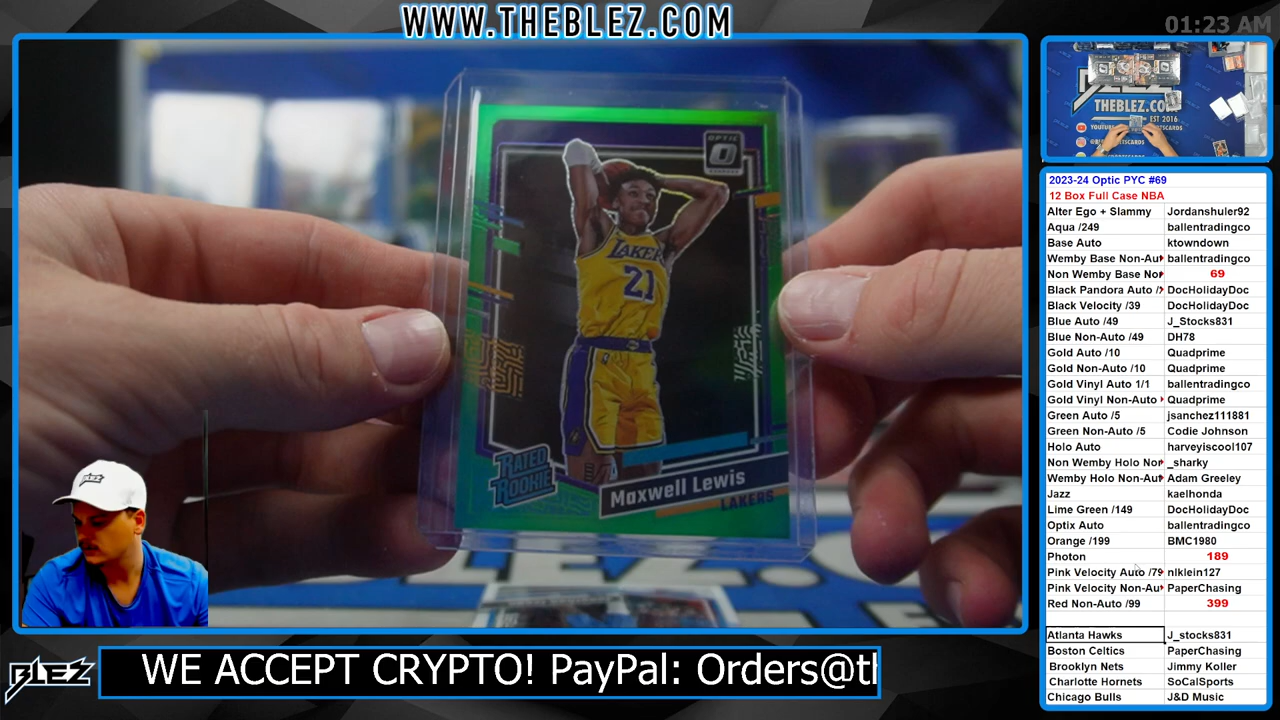 WWW.THEBLEZ.COM
01:23 AM
OPTIC
LAKERS
21
RATED
ROOKIE
Maxwell Lewis
LAKERS
THEBLEZ.CO
EST 2016
2023-24 Optic PYC #69
12 Box Full Case NBA
Alter Ego + Slammy Jordanshuler92
Aqua /249 ballentradingco
Base Auto ktowndown
Wemby Base Non-Au ballentradingco
Non Wemby Base Non 69
Black Pandora Auto / DocHolidayDoc
Black Velocity /39 DocHolidayDoc
Blue Auto /49 J_Stocks831
Blue Non-Auto /49 DH78
Gold Auto /10 Quadprime
Gold Non-Auto /10 Quadprime
Gold Vinyl Auto 1/1 ballentradingco
Gold Vinyl Non-Auto Quadprime
Green Auto /5 jsanchez111881
Green Non-Auto /5 Codie Johnson
Holo Auto harveyiscool107
Non Wemby Holo Non _sharky
Wemby Holo Non-Aut Adam Greeley
Jazz kaelhonda
Lime Green /149 DocHolidayDoc
Optix Auto ballentradingco
Orange /199 BMC1980
Photon 189
Pink Velocity Auto /79 nlklein127
Pink Velocity Non-Au PaperChasing
Red Non-Auto /99 399
Atlanta Hawks J_stocks831
Boston Celtics PaperChasing
Brooklyn Nets Jimmy Koller
Charlotte Hornets SoCalSports
Chicago Bulls J&D Music
BLEZ
WE ACCEPT CRYPTO! PayPal: Orders@th